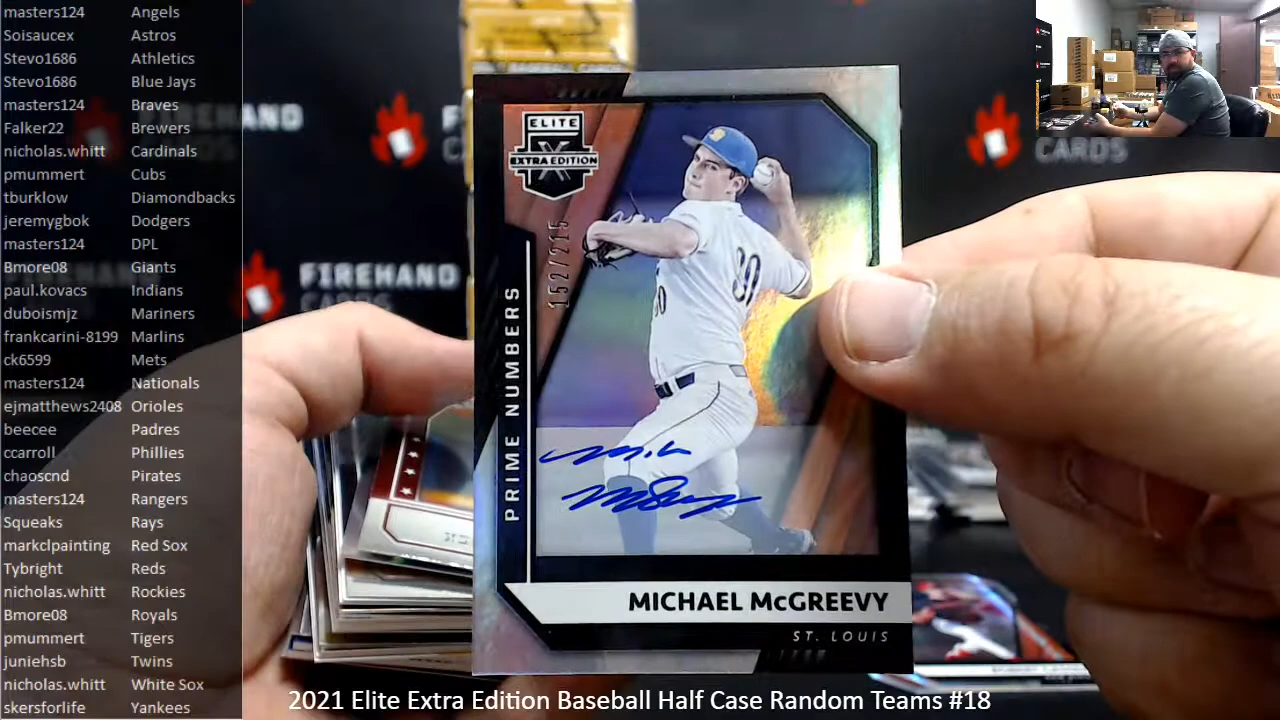 masters124 Angels
Soisaucex Astros
Stevo1686 Athletics
Stevo1686 Blue Jays
masters124 Braves
Falker22 Brewers
nicholas.whitt Cardinals
pmummert Cubs
tburklow Diamondbacks
jeremygbok Dodgers
masters124 DPL
Bmore08 Giants
paul.kovacs Indians
duboismjz Mariners
frankcarini-8199 Marlins
ck6599 Mets
masters124 Nationals
ejmatthews2408 Orioles
beecee Padres
ccarroll Phillies
chaoscnd Pirates
masters124 Rangers
Squeaks Rays
markclpainting Red Sox
Tybright Reds
nicholas.whitt Rockies
Bmore08 Royals
pmummert Tigers
juniehsb Twins
nicholas.whitt White Sox
skersforlife Yankees
FIREHAND
CARDS
ELITE
EXTRA EDITION
152/215
PRIME NUMBERS
30
MICHAEL McGREEVY
ST. LOUIS
2021 Elite Extra Edition Baseball Half Case Random Teams #18